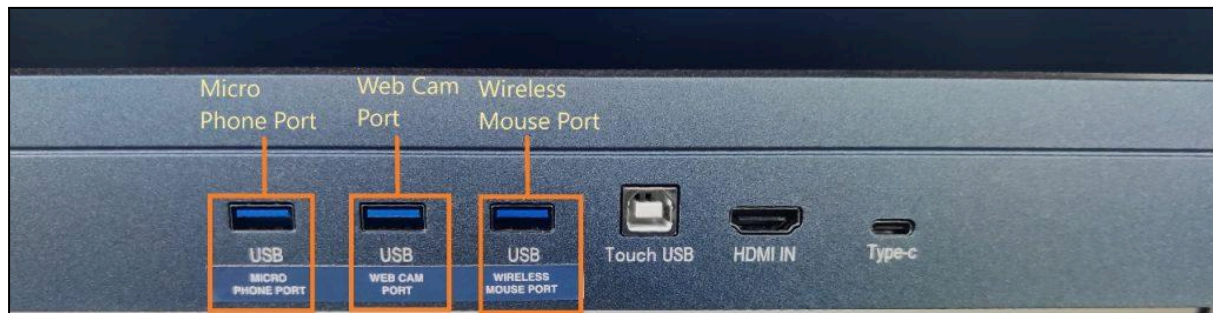 Micro
Phone Port
Web Cam
Port
Wireless
Mouse Port
USB
MICRO
PHONE PORT
USB
WEB CAM
PORT
USB
WIRELESS
MOUSE PORT
Touch USB
HDMI IN
Type-c